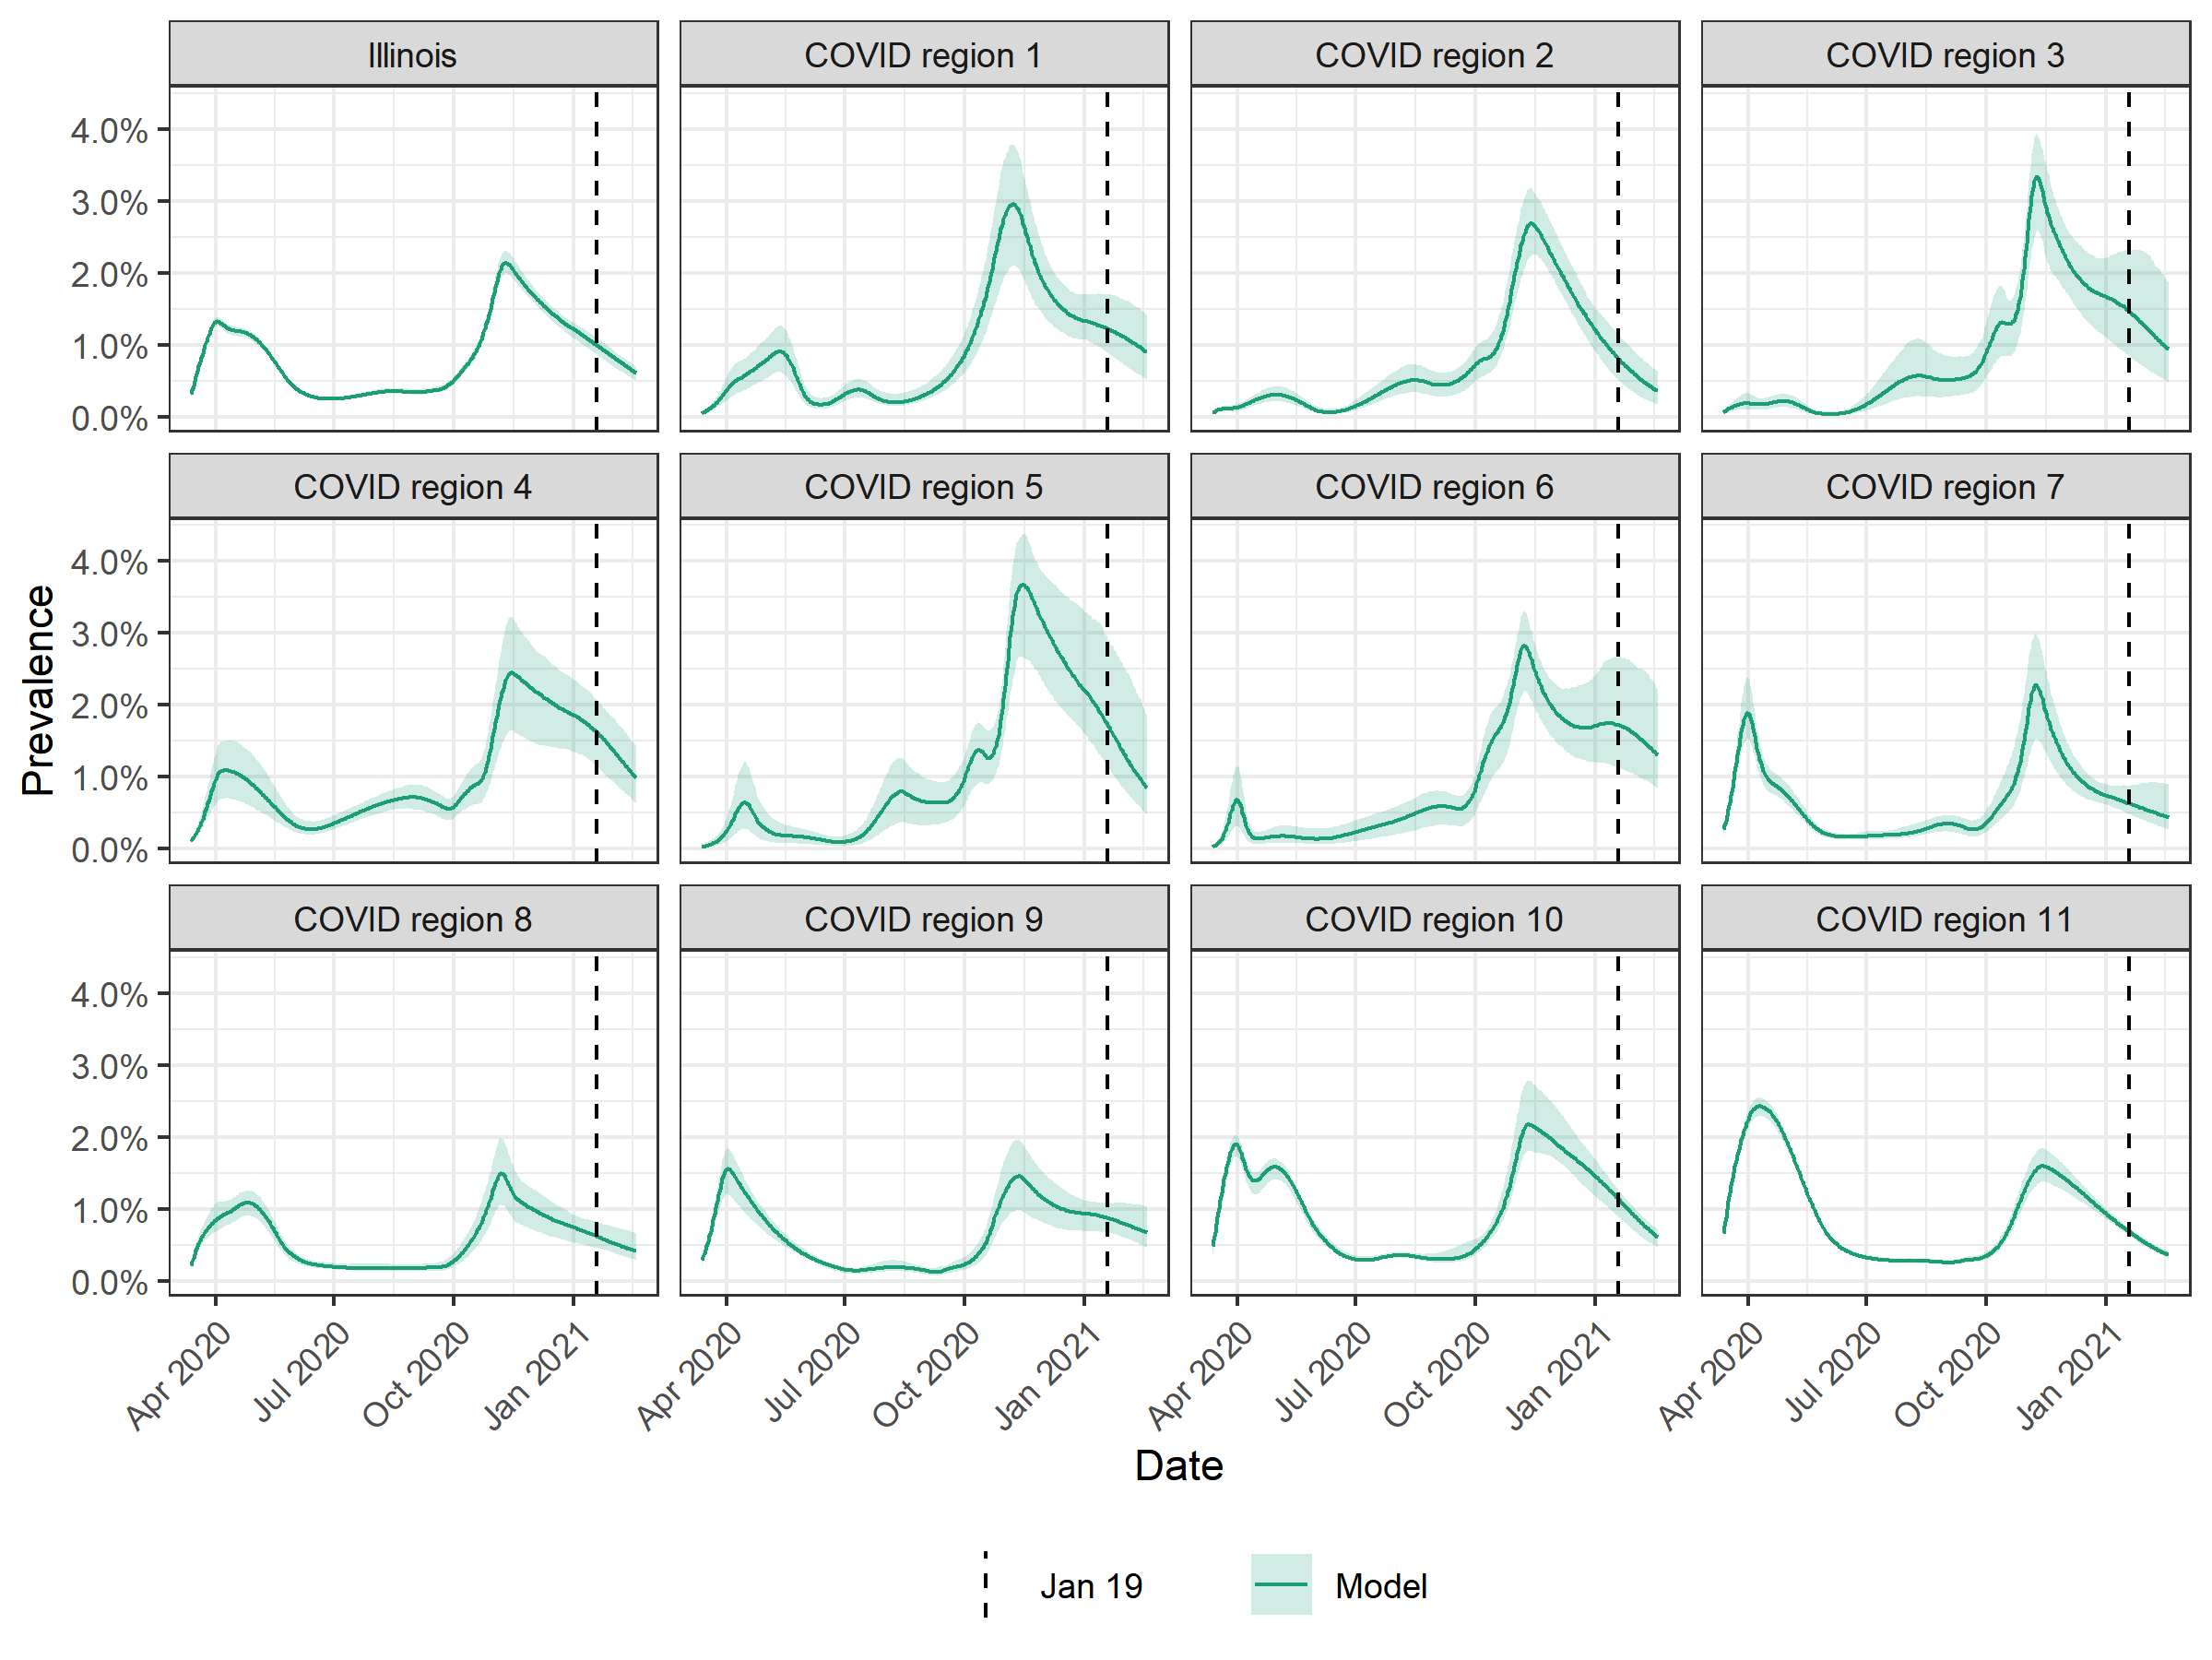 Illinois
COVID region 1
COVID region 2
COVID region 3
4.0%
3.0%
2.0%
1.0%
0.0%
COVID region 4
COVID region 5
COVID region 6
COVID region 7
4.0%
3.0%
2.0%
1.0%
0.0%
Prevalence
COVID region 8
COVID region 9
COVID region 10
COVID region 11
4.0%
3.0%
2.0%
1.0%
0.0%
Apr 2020
Jul 2020
Oct 2020
Jan 2021
Apr 2020
Jul 2020
Oct 2020
Jan 2021
Apr 2020
Jul 2020
Oct 2020
Jan 2021
Apr 2020
Jul 2020
Oct 2020
Jan 2021
Date
Jan 19
Model